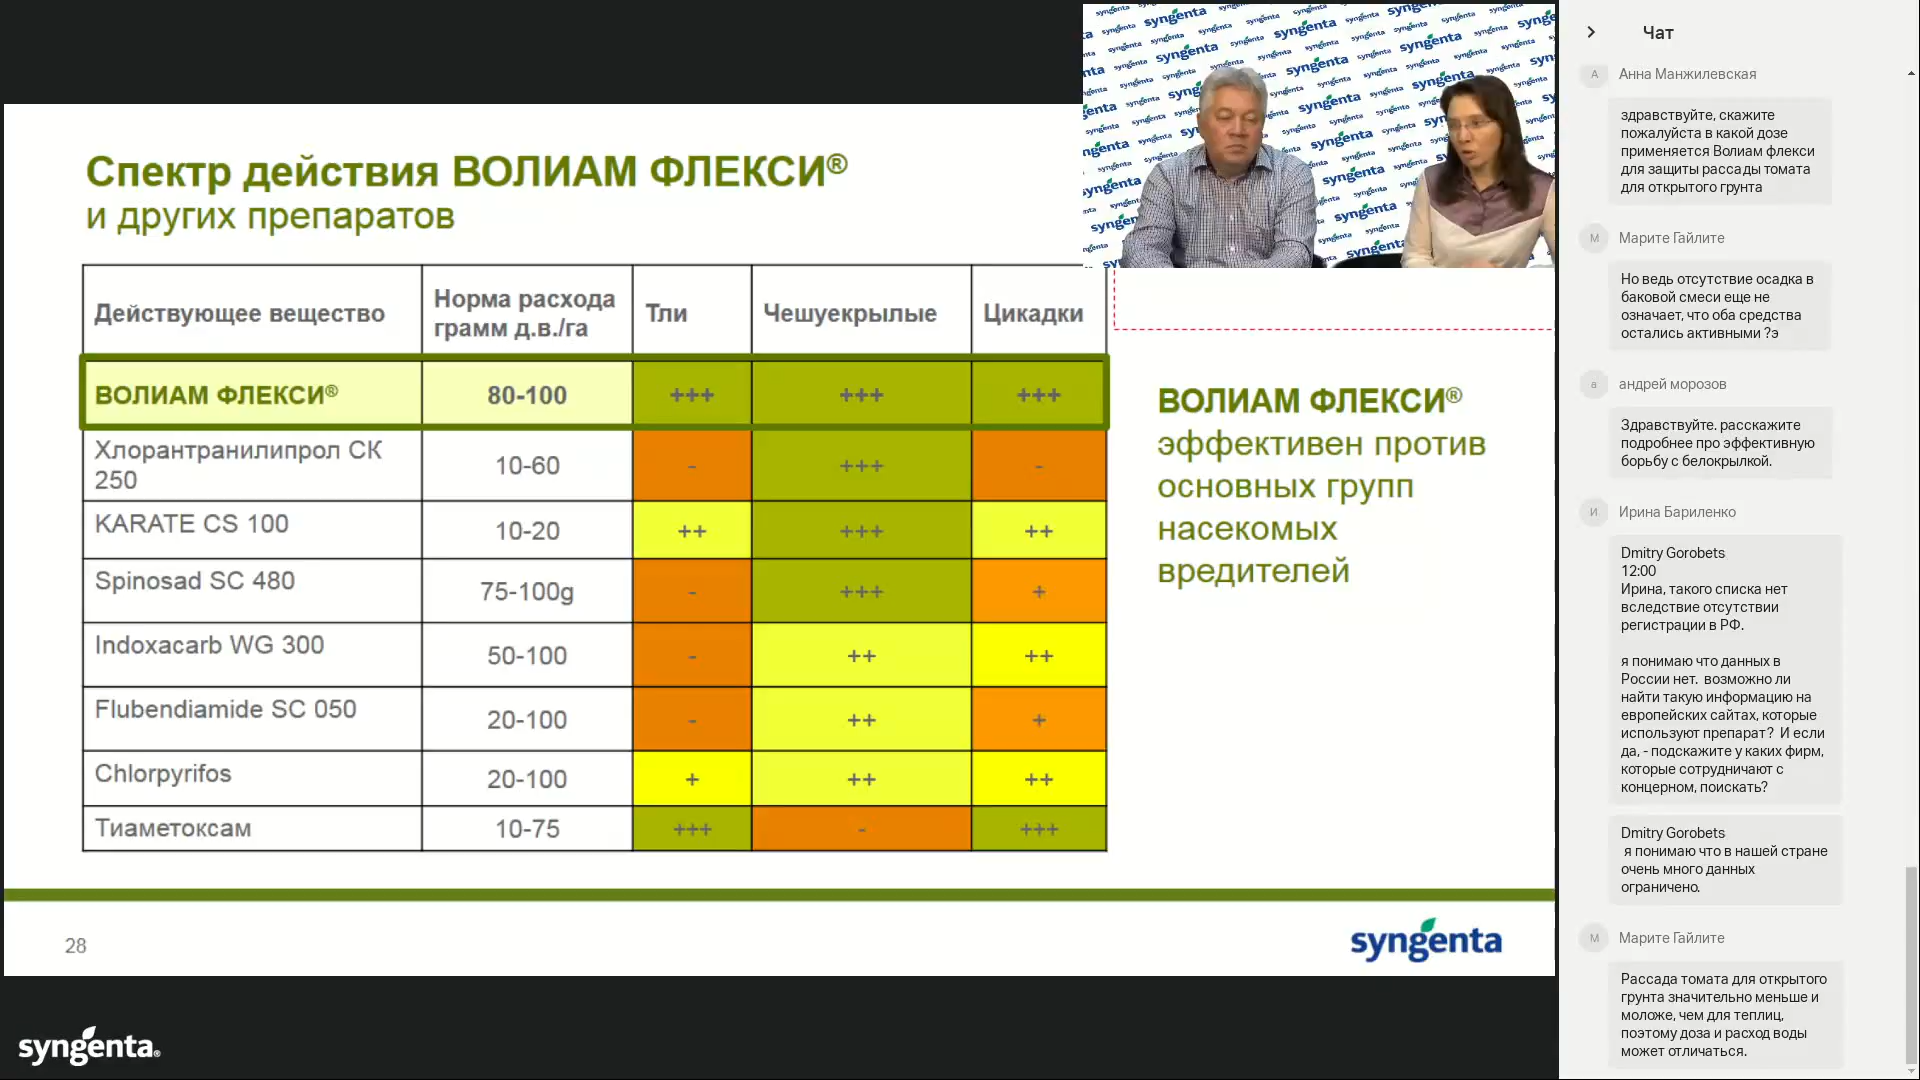 Спектр действия ВОЛИАМ ФЛЕКСИ®
и других препаратов
Действующее вещество
Норма расхода
грамм д.в./га
Тли
Чешуекрылые
Цикадки
ВОЛИАМ ФЛЕКСИ®
80-100
+++
+++
+++
Хлорантранилипрол СК
250
10-60
-
+++
-
KARATE CS 100
10-20
++
+++
++
Spinosad SC 480
75-100g
-
+++
+
Indoxacarb WG 300
50-100
-
++
++
Flubendiamide SC 050
20-100
-
++
+
Chlorpyrifos
20-100
+
++
++
Тиаметоксам
10-75
+++
-
+++
ВОЛИАМ ФЛЕКСИ®
эффективен против
основных групп
насекомых
вредителей
28
syngenta
syngenta®
Чат
А
Анна Манжилевская
здравствуйте, скажите
пожалуйста в какой дозе
применяется Волиам флекси
для защиты рассады томата
для открытого грунта
М
Марите Гайлите
Но ведь отсутствие осадка в
баковой смеси еще не
означает, что оба средства
остались активными ?э
а
андрей морозов
Здравствуйте. расскажите
подробнее про эффективную
борьбу с белокрылкой.
И
Ирина Бариленко
Dmitry Gorobets
12:00
Ирина, такого списка нет
вследствие отсутствии
регистрации в РФ.
я понимаю что данных в
России нет. возможно ли
найти такую информацию на
европейских сайтах, которые
используют препарат? И если
да, - подскажите у каких фирм,
которые сотрудничают с
концерном, поискать?
Dmitry Gorobets
я понимаю что в нашей стране
очень много данных
ограничено.
М
Марите Гайлите
Рассада томата для открытого
грунта значительно меньше и
моложе, чем для теплиц,
поэтому доза и расход воды
может отличаться.